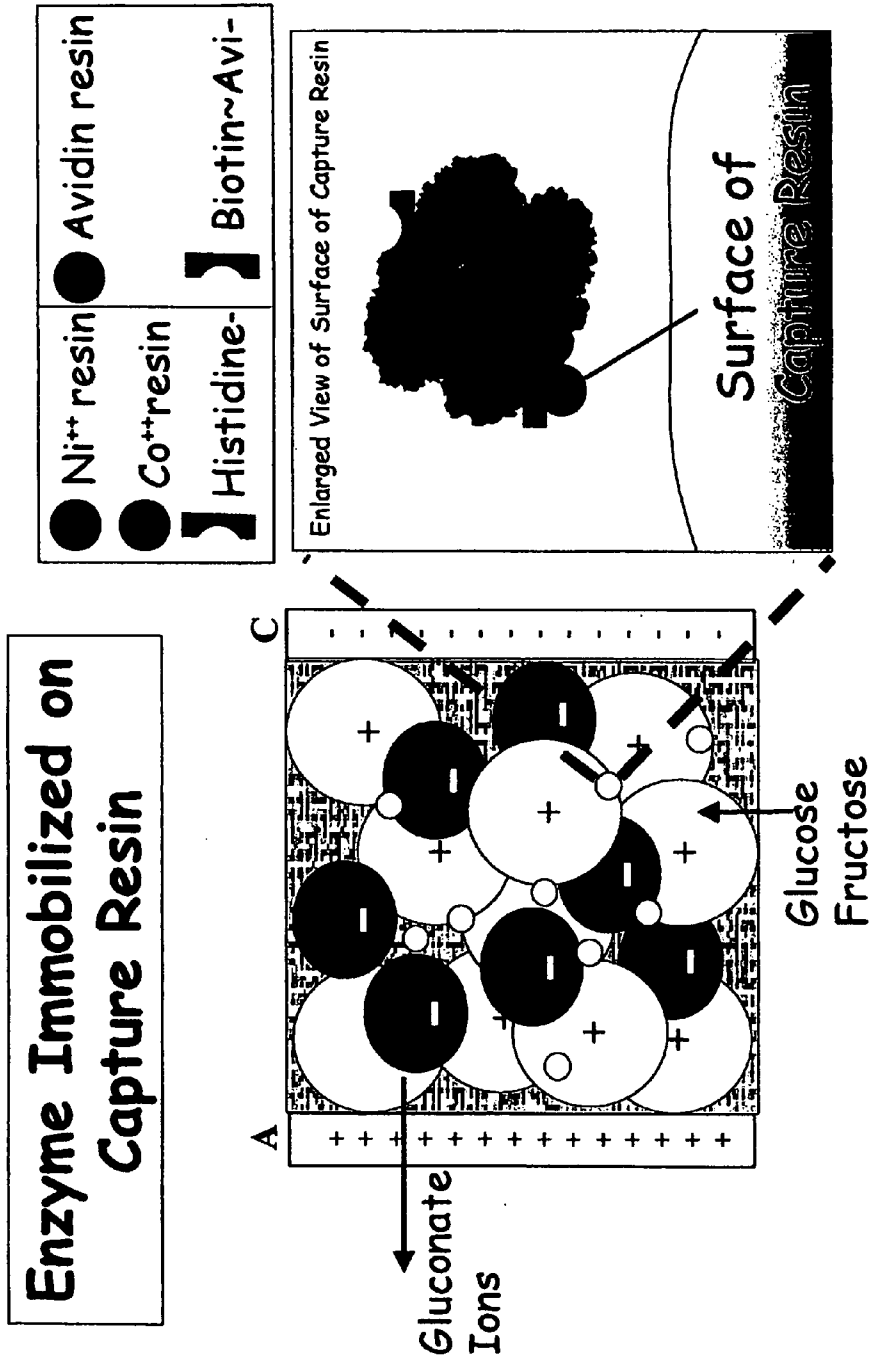 Enzyme Immobilized on
Capture Resin
Ni++ resin
Co++resin
Histidine-
Avidin resin
Biotin~Avi-
A
C
+ + + + + + + + + + + + + +
- - - - - - - - - - - - - -
+
+
+
+
+
+
+
+
-
-
-
-
-
-
-
Gluconate
Ions
Glucose
Fructose
Enlarged View of Surface of Capture Resin
Surface of
Capture Resin